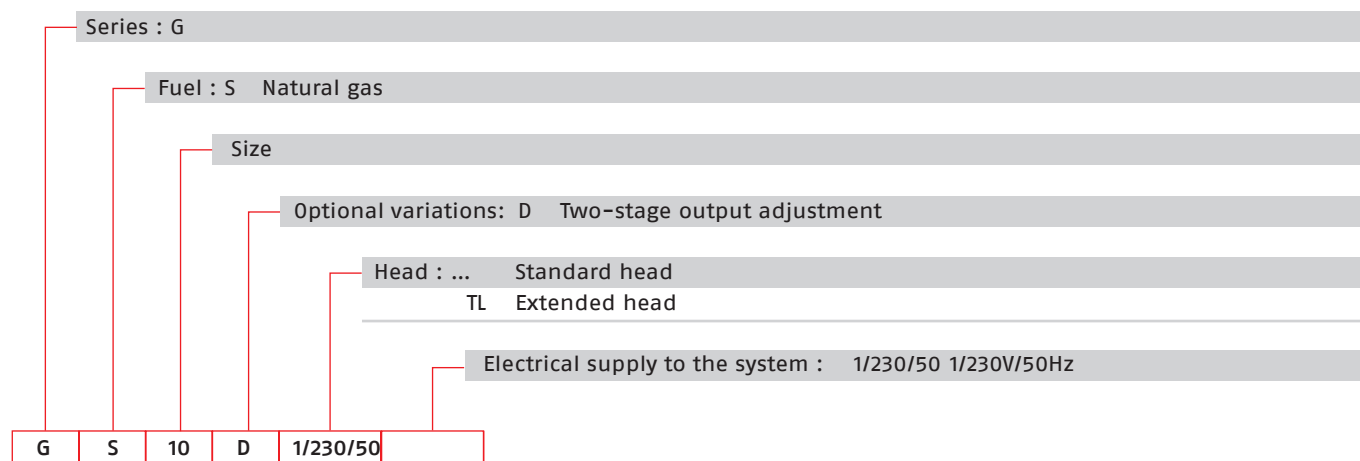 Series : G
Fuel : S Natural gas
Size
Optional variations: D Two-stage output adjustment
Head : ... Standard head
TL Extended head
Electrical supply to the system : 1/230/50 1/230V/50Hz
G S 10 D 1/230/50